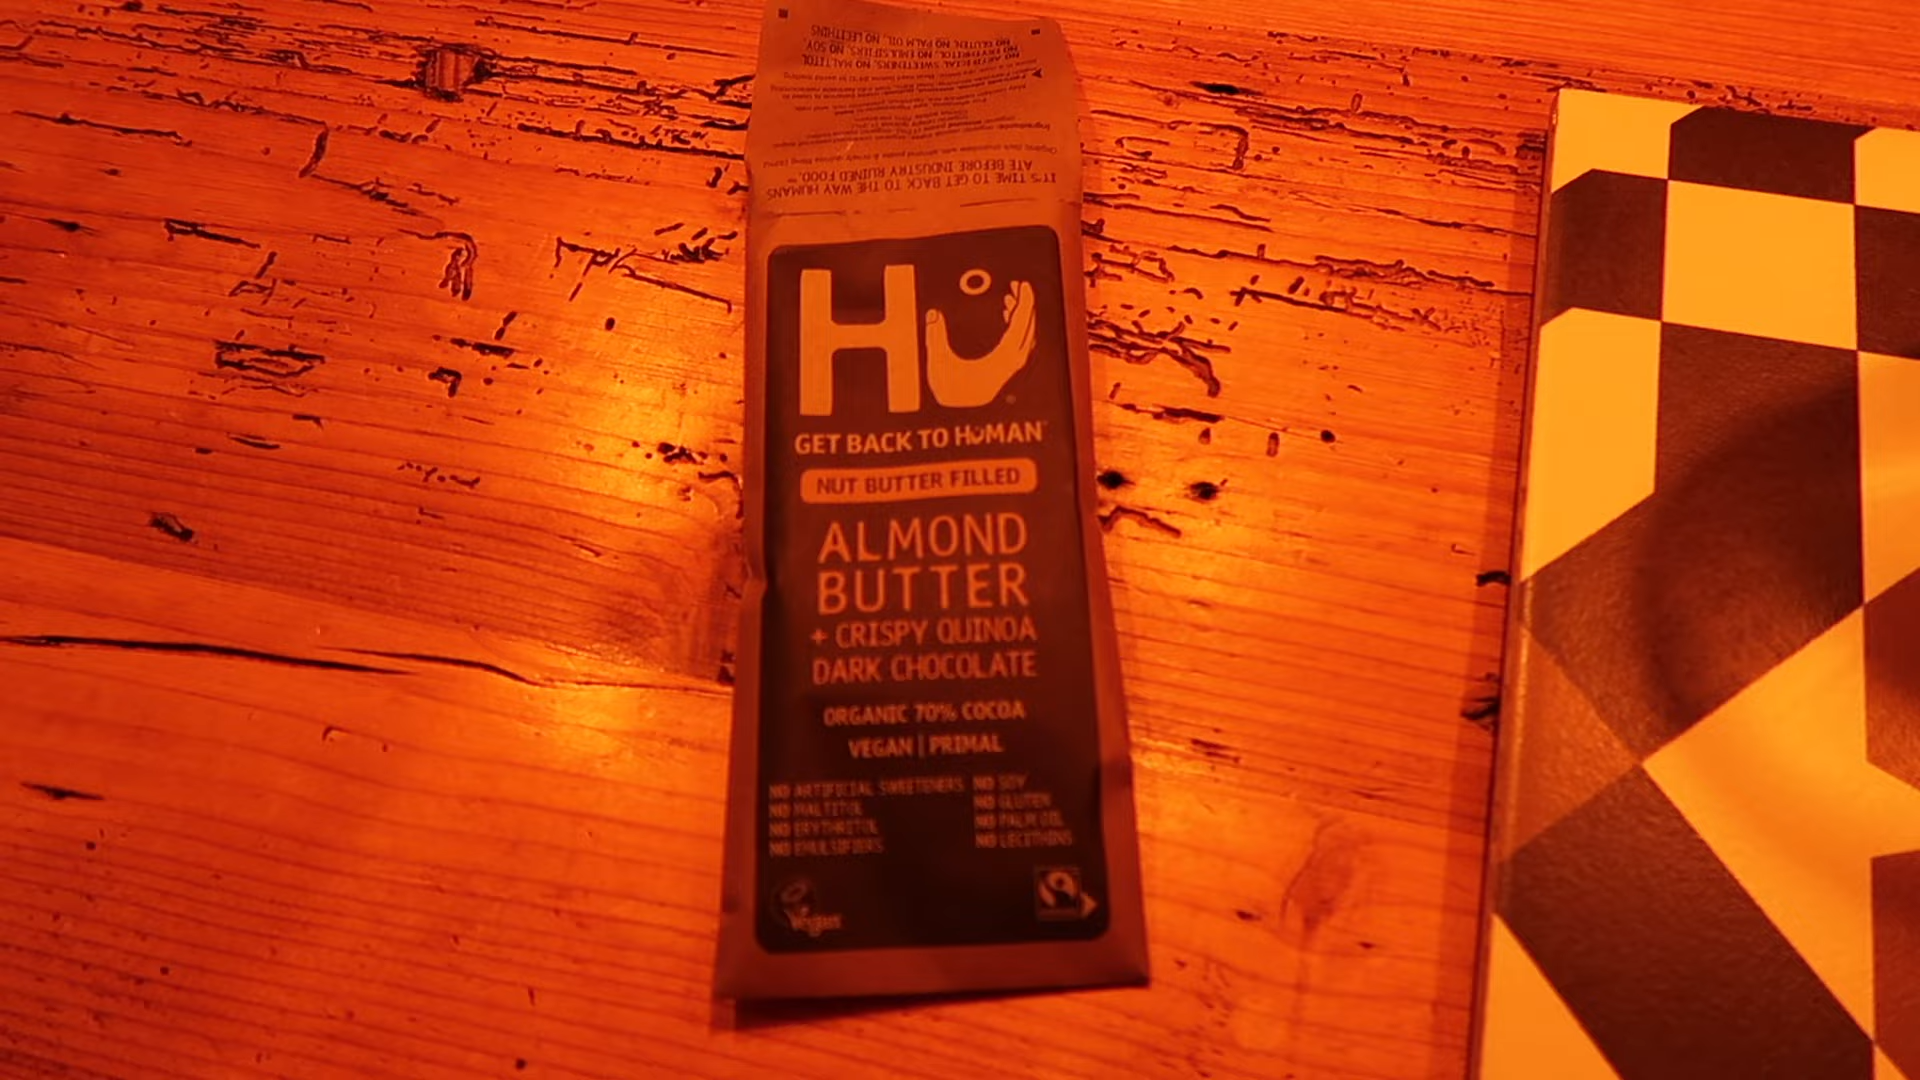 NO ARTIFICIAL SWEETENERS, NO MALTITOL,
NO ERYTHRITOL, NO EMULSIFIERS, NO SOY,
NO GLUTEN, NO PALM OIL, NO LECITHINS
IT'S TIME TO GET BACK TO THE WAY HUMANS
ATE BEFORE INDUSTRY RUINED FOOD.™
HU
GET BACK TO HUMAN
NUT BUTTER FILLED
ALMOND
BUTTER
+ CRISPY QUINOA
DARK CHOCOLATE
ORGANIC 70% COCOA
VEGAN | PRIMAL
NO ARTIFICIAL SWEETENERS NO SOY
NO MALTITOL NO GLUTEN
NO ERYTHRITOL NO PALM OIL
NO EMULSIFIERS NO LECITHINS
Vegan